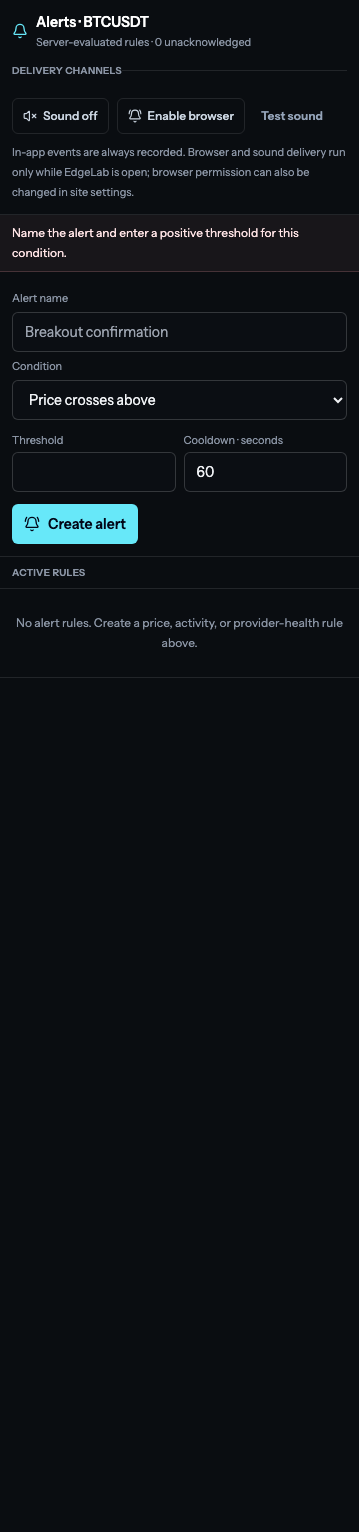 Alerts · BTCUSDT
Server-evaluated rules · 0 unacknowledged
DELIVERY CHANNELS
Sound off
Enable browser
Test sound
In-app events are always recorded. Browser and sound delivery run
only while EdgeLab is open; browser permission can also be
changed in site settings.
Name the alert and enter a positive threshold for this
condition.
Alert name
Breakout confirmation
Condition
Price crosses above
Threshold
Cooldown · seconds
60
Create alert
ACTIVE RULES
No alert rules. Create a price, activity, or provider-health rule
above.